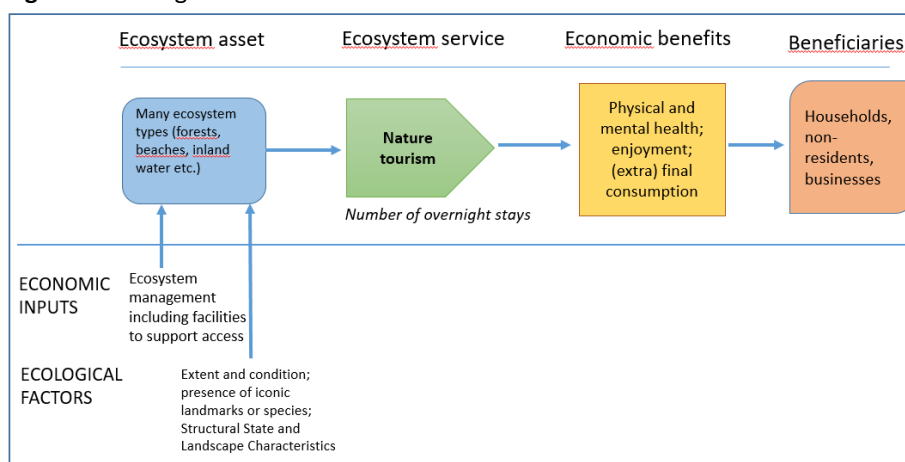 Ecosystem asset
Ecosystem service
Economic benefits
Beneficiaries
Many ecosystem
types (forests,
beaches, inland
water etc.)
Nature
tourism
Number of overnight stays
Physical and
mental health;
enjoyment;
(extra) final
consumption
Households,
non-
residents,
businesses
ECONOMIC
INPUTS
Ecosystem
management
including facilities
to support access
ECOLOGICAL
FACTORS
Extent and condition;
presence of iconic
landmarks or species;
Structural State and
Landscape Characteristics